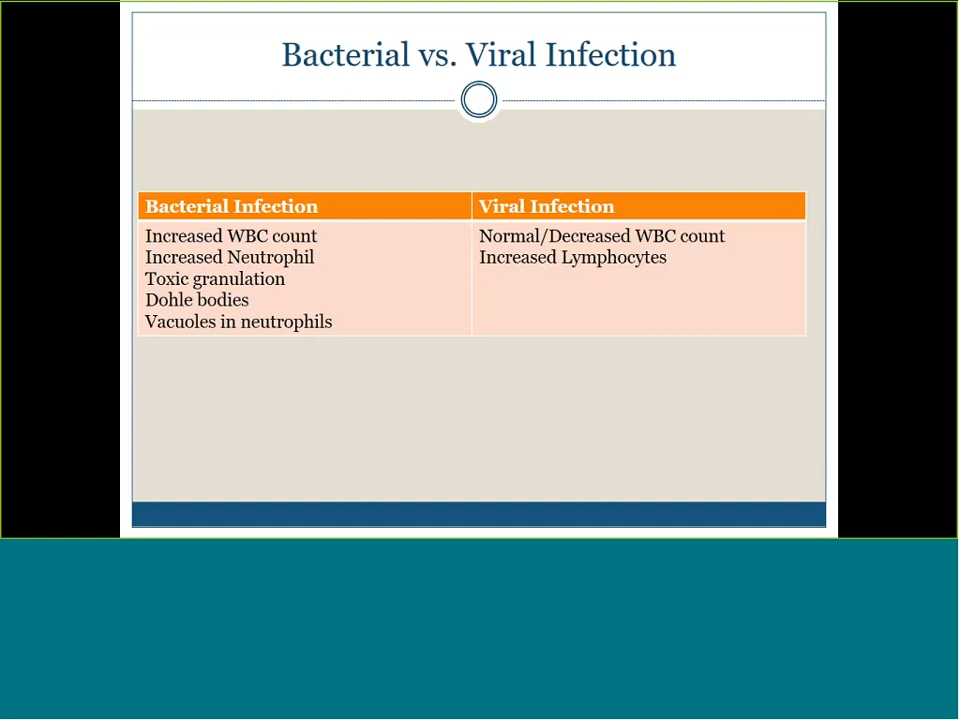 Bacterial vs. Viral Infection
Bacterial Infection
Viral Infection
Increased WBC count
Increased Neutrophil
Toxic granulation
Dohle bodies
Vacuoles in neutrophils
Normal/Decreased WBC count
Increased Lymphocytes